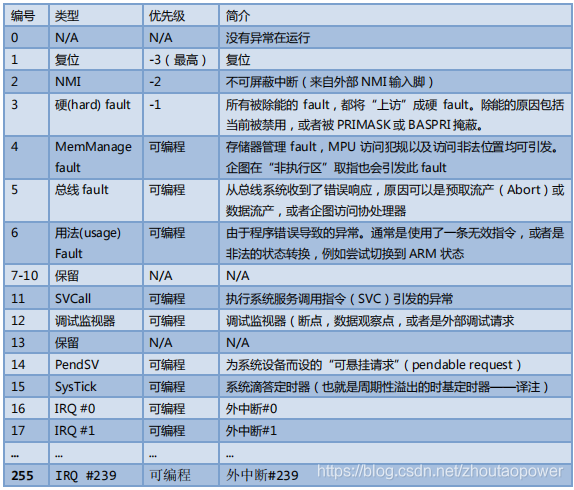 编号 类型 优先级 简介
0 N/A N/A 没有异常在运行
1 复位 -3（最高） 复位
2 NMI -2 不可屏蔽中断（来自外部 NMI 输入脚）
3 硬(hard) fault -1 所有被除能的 fault，都将“上访”成硬 fault。除能的原因包括
当前被禁用，或者被 PRIMASK 或 BASPRI 掩蔽。
4 MemManage 可编程 存储器管理 fault，MPU 访问犯规以及访问非法位置均可引发。
fault 企图在“非执行区”取指也会引发此 fault
5 总线 fault 可编程 从总线系统收到了错误响应，原因可以是预取流产（Abort）或
数据流产，或者企图访问协处理器
6 用法(usage) 可编程 由于程序错误导致的异常。通常是使用了一条无效指令，或者是
Fault 非法的状态转换，例如尝试切换到 ARM 状态
7-10 保留 N/A N/A
11 SVCall 可编程 执行系统服务调用指令（SVC）引发的异常
12 调试监视器 可编程 调试监视器（断点，数据观察点，或者是外部调试请求
13 保留 N/A N/A
14 PendSV 可编程 为系统设备而设的“可悬挂请求”（pendable request）
15 SysTick 可编程 系统滴答定时器（也就是周期性溢出的时基定时器——译注）
16 IRQ #0 可编程 外中断#0
17 IRQ #1 可编程 外中断#1
… … … …
255 IRQ #239 可编程 外中断#239
https://blog.csdn.net/zhoutaopower